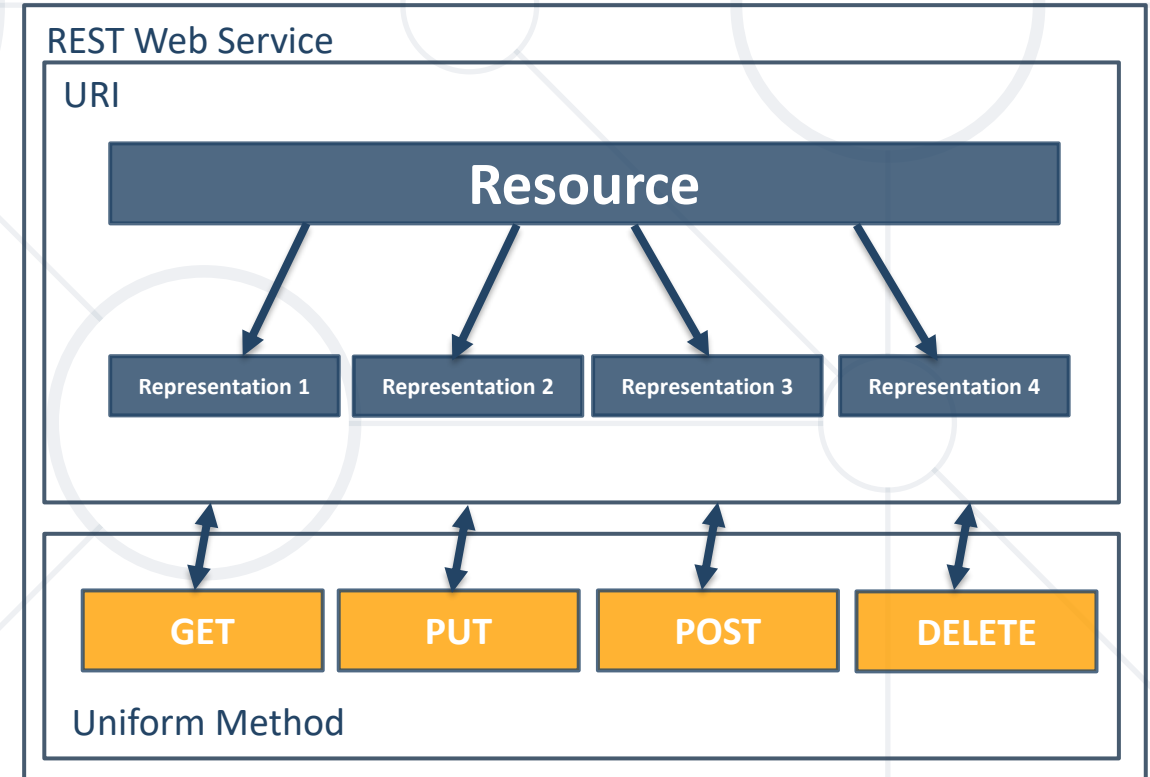 REST Web Service
URI
Resource
Representation 1
Representation 2
Representation 3
Representation 4
GET
PUT
POST
DELETE
Uniform Method